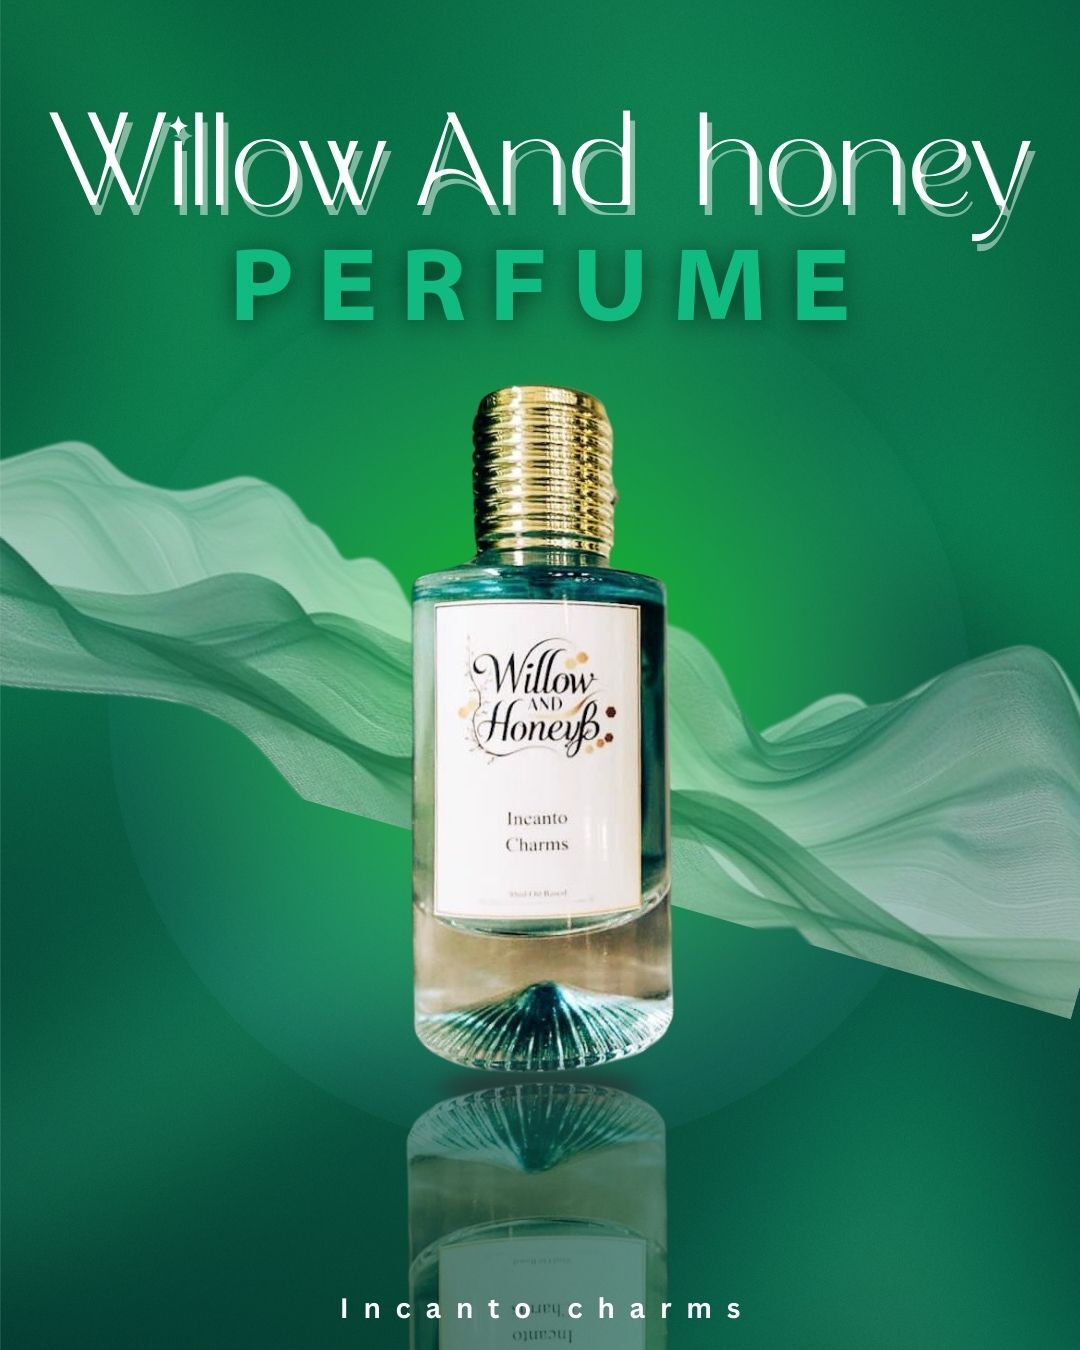 Willow And honey
PERFUME
Willow
AND
Honey
Incanto
Charms
Incanto charms